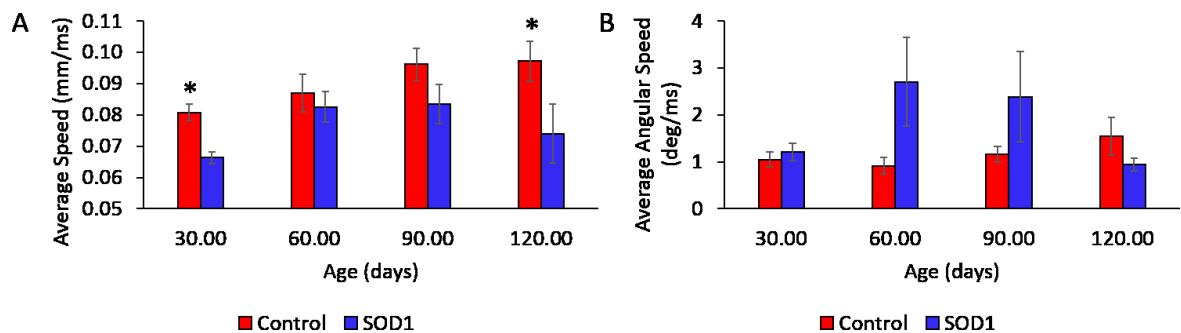 A
Average Speed (mm/ms)
0.11
0.10
0.09
0.08
0.07
0.06
0.05
*
*
30.00 60.00 90.00 120.00
Age (days)
Control SOD1
B
Average Angular Speed
(deg/ms)
4
3
2
1
0
30.00 60.00 90.00 120.00
Age (days)
Control SOD1